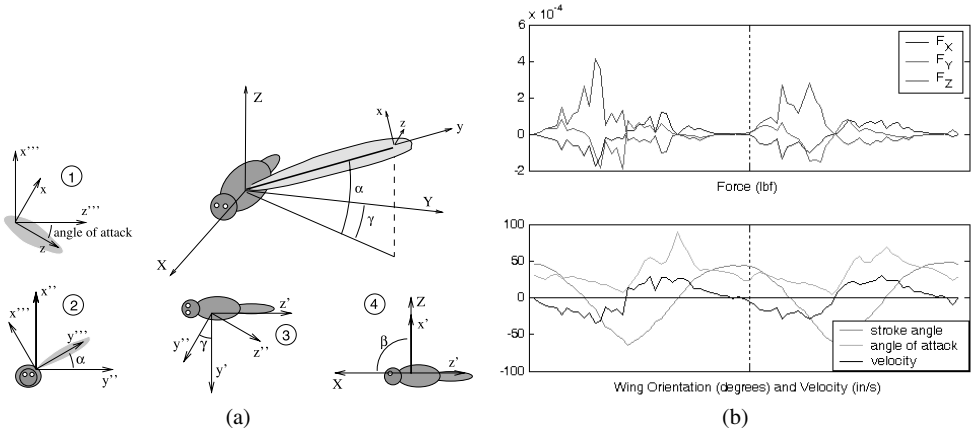 x'''
1
x
z'''
angle of attack
z
x''
2
y'''
α
y''
Z
x
z
y
α
γ
Y
X
z'
3
y''
γ
z''
y'
4
Z
x'
β
z'
X
(a)
x 10⁻⁴
6
4
2
0
-2
F_X
F_Y
F_Z
Force (lbf)
100
50
0
-50
-100
stroke angle
angle of attack
velocity
Wing Orientation (degrees) and Velocity (in/s)
(b)